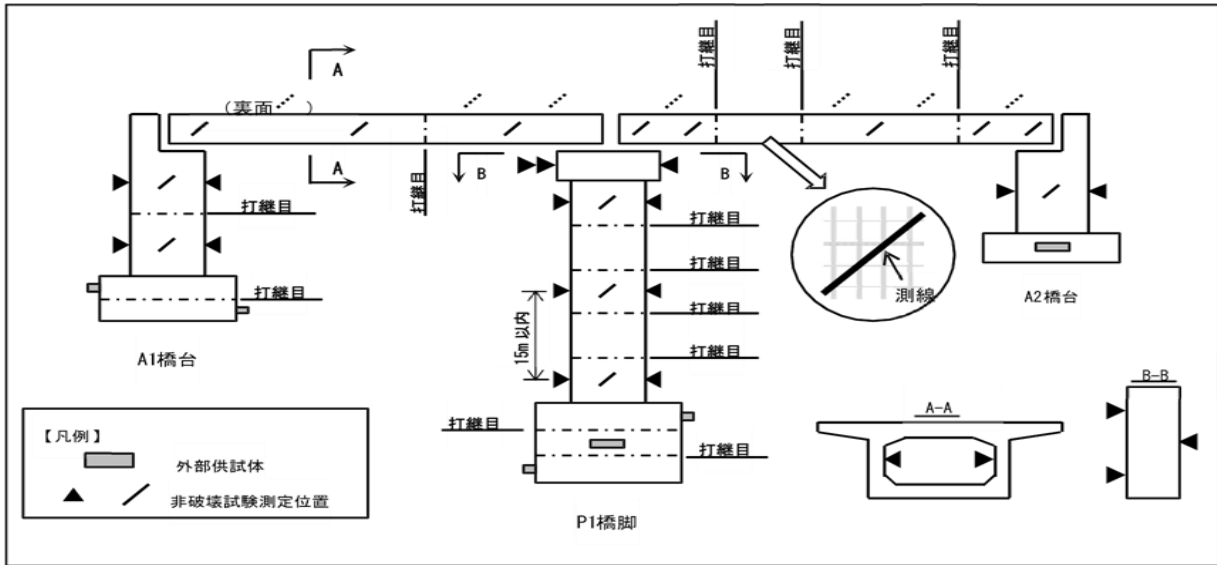 A
(裏面 )
A
打継目
打継目
打継目
打継目
B
B
打継目
打継目
打継目
打継目
打継目
打継目
15m以内
測線
A1橋台
A2橋台
打継目
打継目
P1橋脚
A-A
B-B
【凡例】
外部供試体
非破壊試験測定位置